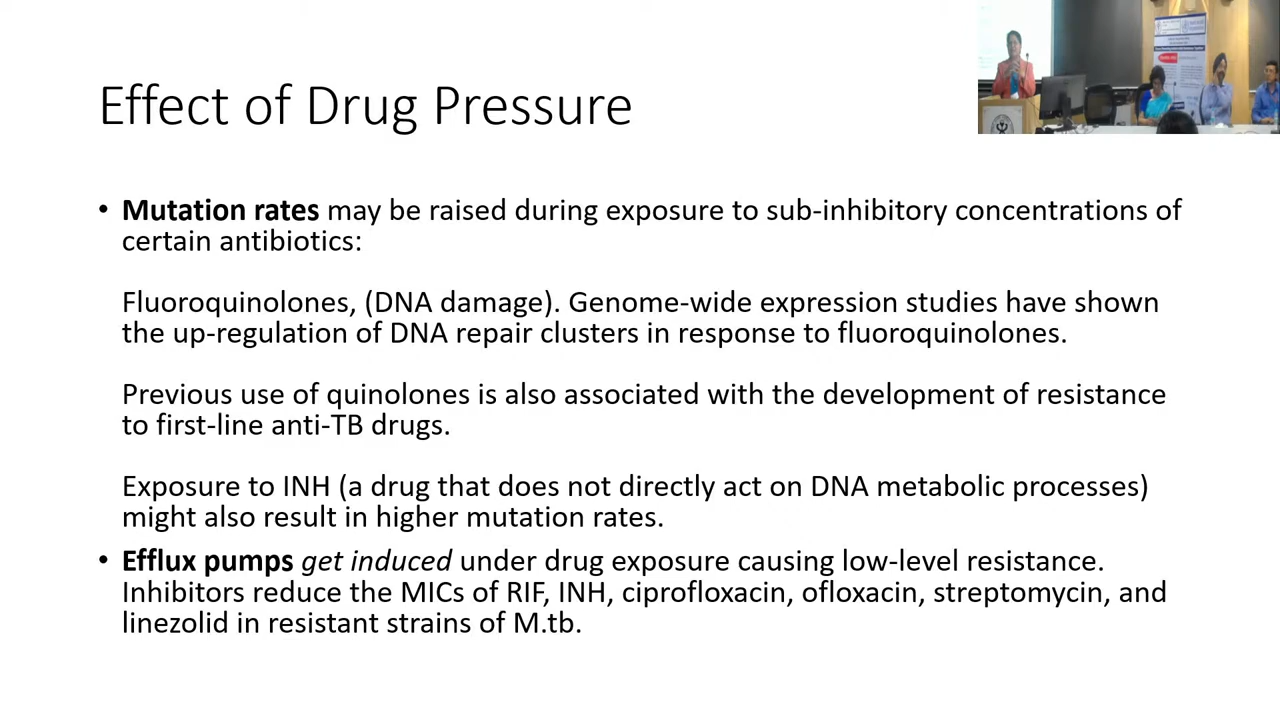 Effect of Drug Pressure
• Mutation rates may be raised during exposure to sub-inhibitory concentrations of
certain antibiotics:
Fluoroquinolones, (DNA damage). Genome-wide expression studies have shown
the up-regulation of DNA repair clusters in response to fluoroquinolones.
Previous use of quinolones is also associated with the development of resistance
to first-line anti-TB drugs.
Exposure to INH (a drug that does not directly act on DNA metabolic processes)
might also result in higher mutation rates.
• Efflux pumps get induced under drug exposure causing low-level resistance.
Inhibitors reduce the MICs of RIF, INH, ciprofloxacin, ofloxacin, streptomycin, and
linezolid in resistant strains of M.tb.